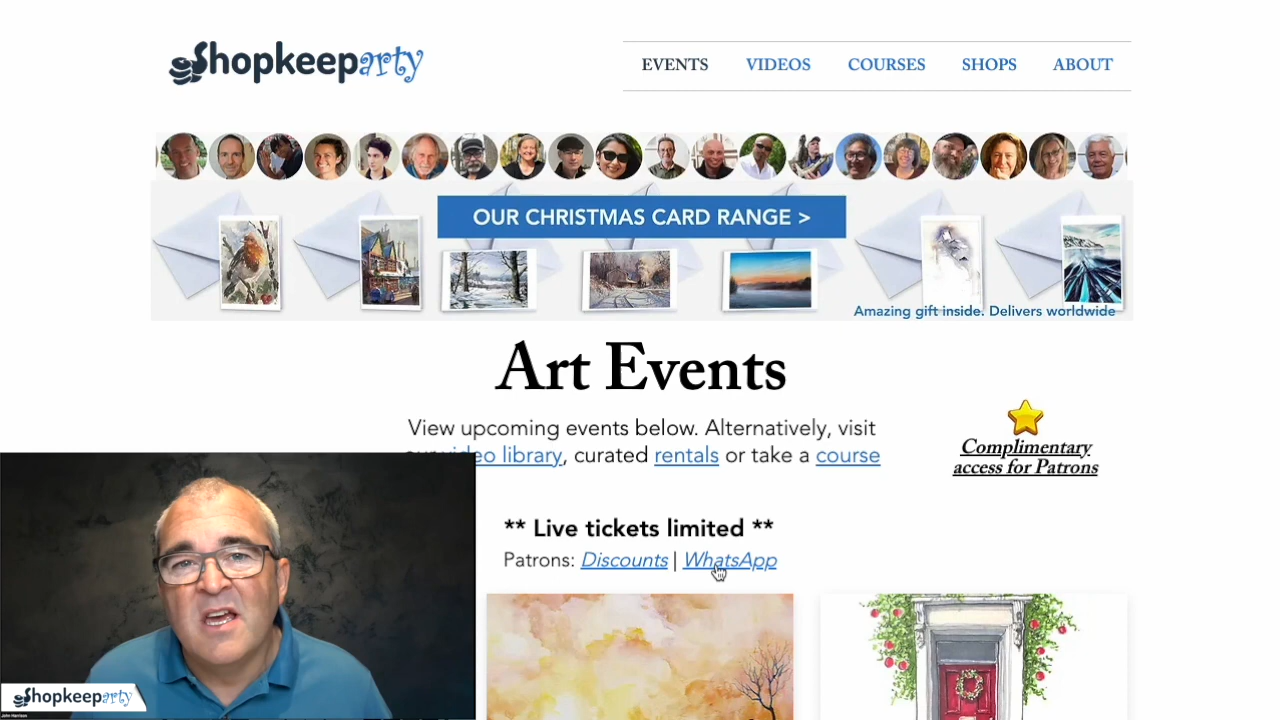 Shopkeeparty
EVENTS VIDEOS COURSES SHOPS ABOUT
OUR CHRISTMAS CARD RANGE >
Amazing gift inside. Delivers worldwide
Art Events
View upcoming events below. Alternatively, visit
video library, curated rentals or take a course
Complimentary
access for Patrons
** Live tickets limited **
Patrons: Discounts | WhatsApp
Shopkeeparty
John Harrison